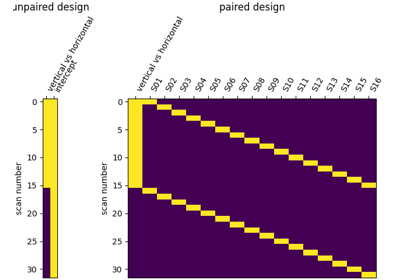 unpaired design
paired design
vertical vs horizontal
intercept
vertical vs horizontal
S01
S02
S03
S04
S05
S06
S07
S08
S09
S10
S11
S12
S13
S14
S15
S16
scan number
0
5
10
15
20
25
30
scan number
0
5
10
15
20
25
30